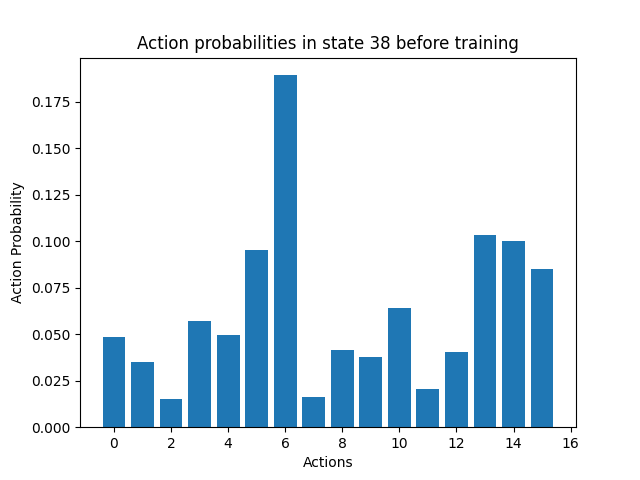 Action probabilities in state 38 before training
0.175
0.150
0.125
0.100
0.075
0.050
0.025
0.000
Action Probability
0 2 4 6 8 10 12 14 16
Actions